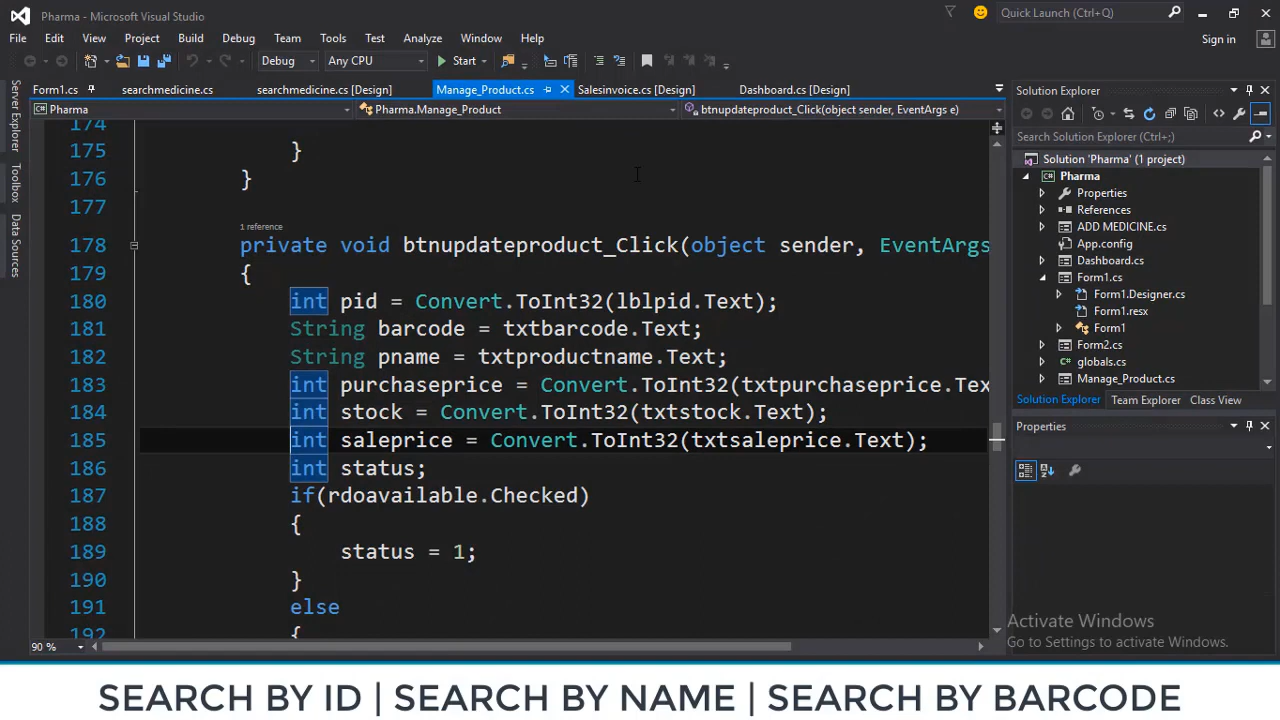 Pharma - Microsoft Visual Studio
Quick Launch (Ctrl+Q)
File Edit View Project Build Debug Team Tools Test Analyze Window Help
Sign in
Debug Any CPU Start
Form1.cs searchmedicine.cs searchmedicine.cs [Design] Manage_Product.cs Salesinvoice.cs [Design] Dashboard.cs [Design]
Pharma Pharma.Manage_Product btnupdateproduct_Click(object sender, EventArgs e)
Server Explorer
Toolbox
Data Sources
174
175 }
176 }
177
1 reference
178 private void btnupdateproduct_Click(object sender, EventArgs
179 {
180 int pid = Convert.ToInt32(lblpid.Text);
181 String barcode = txtbarcode.Text;
182 String pname = txtproductname.Text;
183 int purchaseprice = Convert.ToInt32(txtpurchaseprice.Tex
184 int stock = Convert.ToInt32(txtstock.Text);
185 int saleprice = Convert.ToInt32(txtsaleprice.Text);
186 int status;
187 if(rdoavailable.Checked)
188 {
189 status = 1;
190 }
191 else
192 {
90 %
Solution Explorer
Search Solution Explorer (Ctrl+;)
Solution 'Pharma' (1 project)
Pharma
Properties
References
ADD MEDICINE.cs
App.config
Dashboard.cs
Form1.cs
Form1.Designer.cs
Form1.resx
Form1
Form2.cs
globals.cs
Manage_Product.cs
Solution Explorer Team Explorer Class View
Properties
Activate Windows
Go to Settings to activate Windows.
SEARCH BY ID | SEARCH BY NAME | SEARCH BY BARCODE